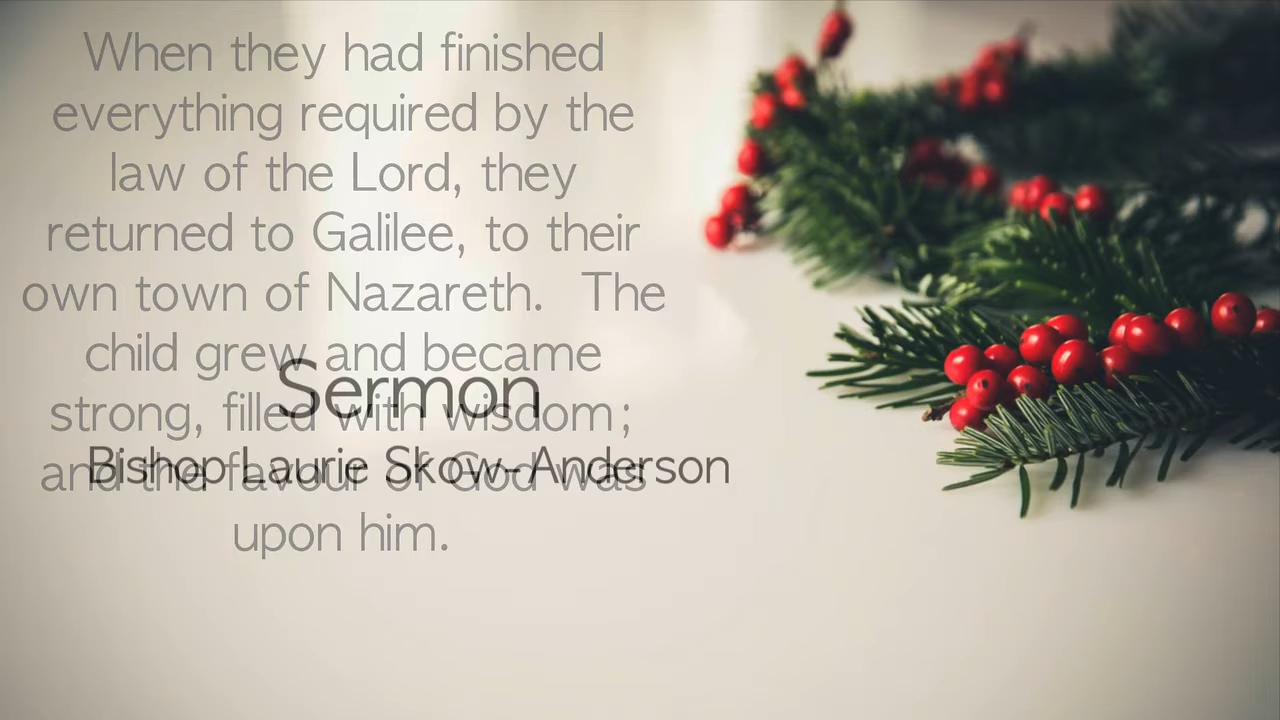 When they had finished
everything required by the
law of the Lord, they
returned to Galilee, to their
own town of Nazareth. The
child grew and became
strong, filled with wisdom;
and the favour of God was
upon him.
Sermon
Bishop Laurie Skow-Anderson